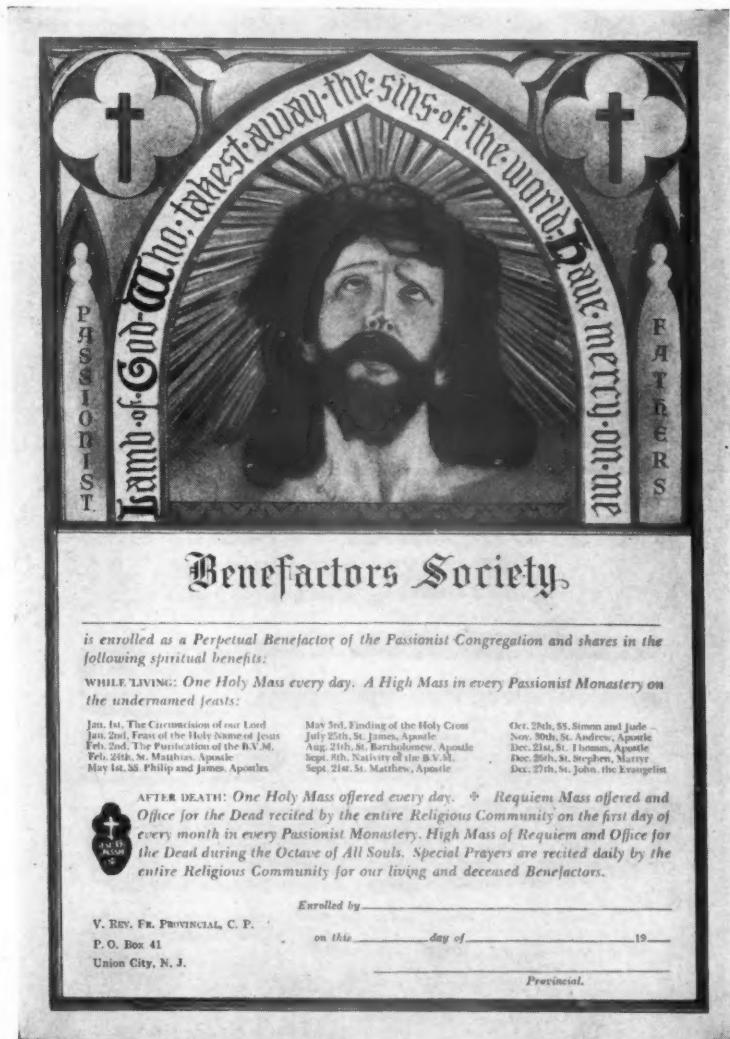 Lamb·of·God·Who·takest·away·the·sins·of·the·world·Have·mercy·on·me
PASSIONIST
FATHERS
Benefactors Society
is enrolled as a Perpetual Benefactor of the Passionist Congregation and shares in the
following spiritual benefits:
WHILE LIVING: One Holy Mass every day. A High Mass in every Passionist Monastery on
the undernamed feasts:
Jan. 1st, The Circumcision of our Lord
Jan. 2nd, Feast of the Holy Name of Jesus
Feb. 2nd, The Purification of the B.V.M.
Feb. 24th, St. Matthias, Apostle
May 1st, SS. Philip and James, Apostles
May 3rd, Finding of the Holy Cross
July 25th, St. James, Apostle
Aug. 24th, St. Bartholomew, Apostle
Sept. 8th, Nativity of the B.V.M.
Sept. 21st, St. Matthew, Apostle
Oct. 28th, SS. Simon and Jude
Nov. 30th, St. Andrew, Apostle
Dec. 21st, St. Thomas, Apostle
Dec. 26th, St. Stephen, Martyr
Dec. 27th, St. John, the Evangelist
AFTER DEATH: One Holy Mass offered every day. ✣ Requiem Mass offered and
Office for the Dead recited by the entire Religious Community on the first day of
every month in every Passionist Monastery. High Mass of Requiem and Office for
the Dead during the Octave of All Souls. Special Prayers are recited daily by the
entire Religious Community for our living and deceased Benefactors.
Enrolled by
V. REV. FR. PROVINCIAL, C. P.
P. O. Box 41
Union City, N. J.
on this day of 19
Provincial.